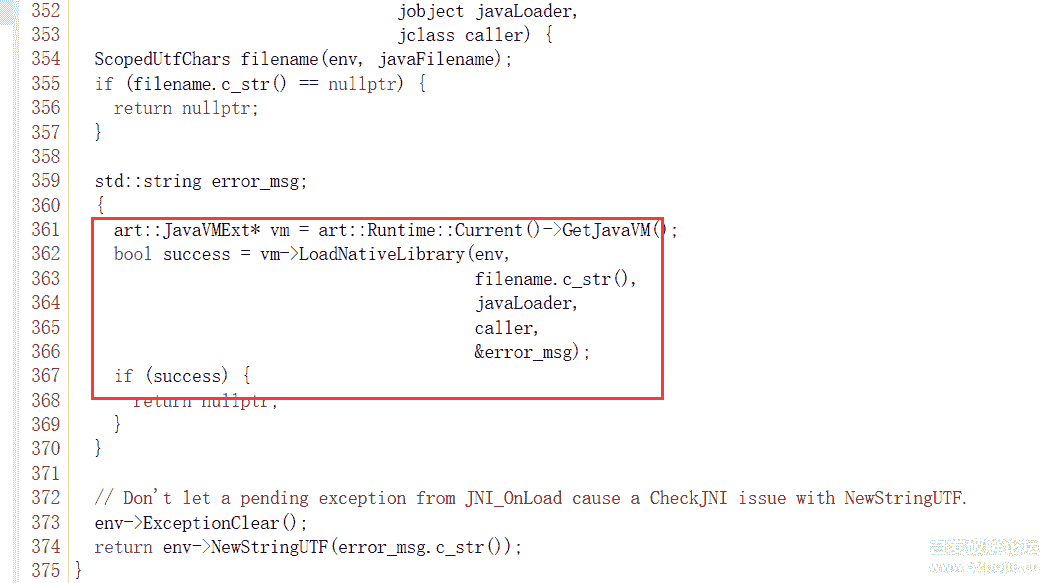 352 jobject javaLoader,
353 jclass caller) {
354 ScopedUtfChars filename(env, javaFilename);
355 if (filename.c_str() == nullptr) {
356 return nullptr;
357 }
358
359 std::string error_msg;
360 {
361 art::JavaVMExt* vm = art::Runtime::Current()->GetJavaVM();
362 bool success = vm->LoadNativeLibrary(env,
363 filename.c_str(),
364 javaLoader,
365 caller,
366 &error_msg);
367 if (success) {
368 return nullptr;
369 }
370 }
371
372 // Don't let a pending exception from JNI_OnLoad cause a CheckJNI issue with NewStringUTF.
373 env->ExceptionClear();
374 return env->NewStringUTF(error_msg.c_str());
375 }